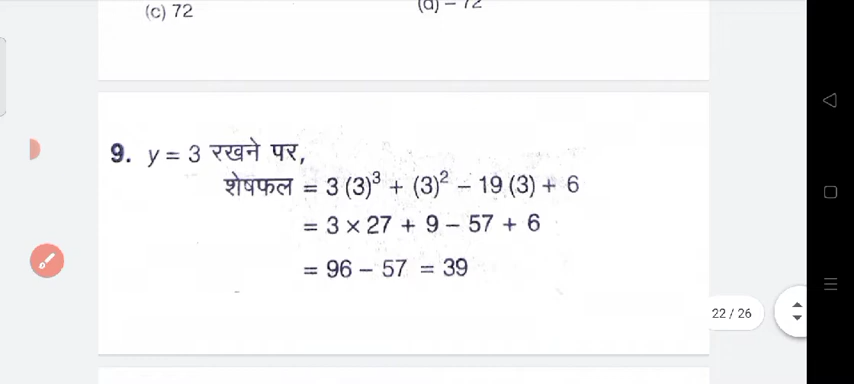 (c) 72
(d) – 72
9. y = 3 रखने पर,
शेषफल = 3 (3)³ + (3)² – 19 (3) + 6
= 3 × 27 + 9 – 57 + 6
= 96 – 57 = 39
22 / 26